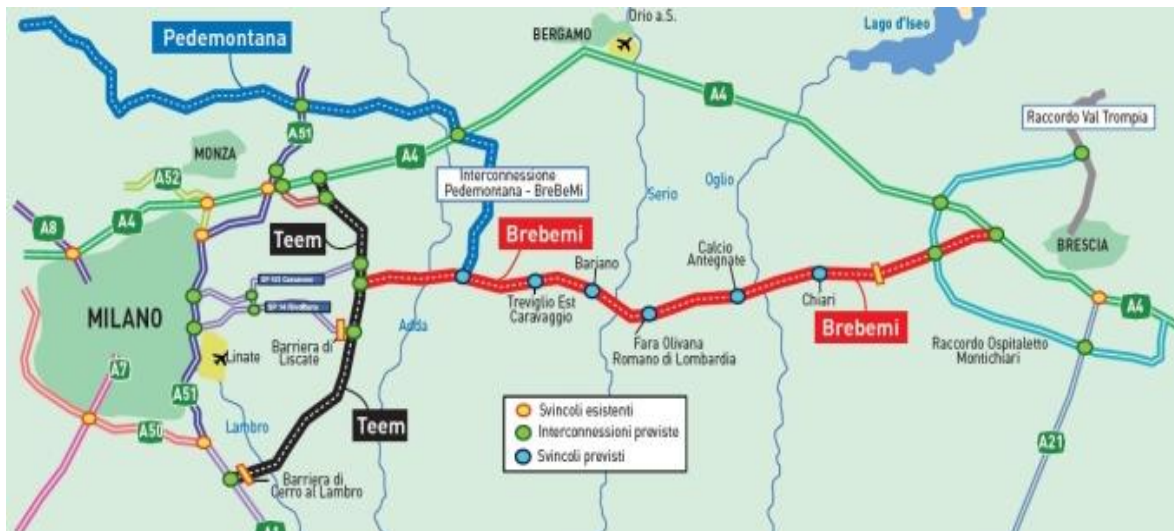 Orio a.S.
Pedemontana
BERGAMO
Lago d'Iseo
A4
A51
Raccordo Val Trompia
MONZA
A4
A52
Interconnessione
Pedemontana - BreBeMi
Serio
Oglio
A8
A4
Teem
Brebemi
Calcio
Antegnate
BRESCIA
Bariano
MILANO
Treviglio Est
Caravaggio
Chiari
A4
Adda
Brebemi
Barriera di
Liscate
Fara Olivana
Romano di Lombardia
Raccordo Ospitaletto
Montichiari
Linate
A7
A51
Svincoli esistenti
Interconnessioni previste
Svincoli previsti
A50
Lambro
Teem
A21
Barriera di
Cerro al Lambro
A1